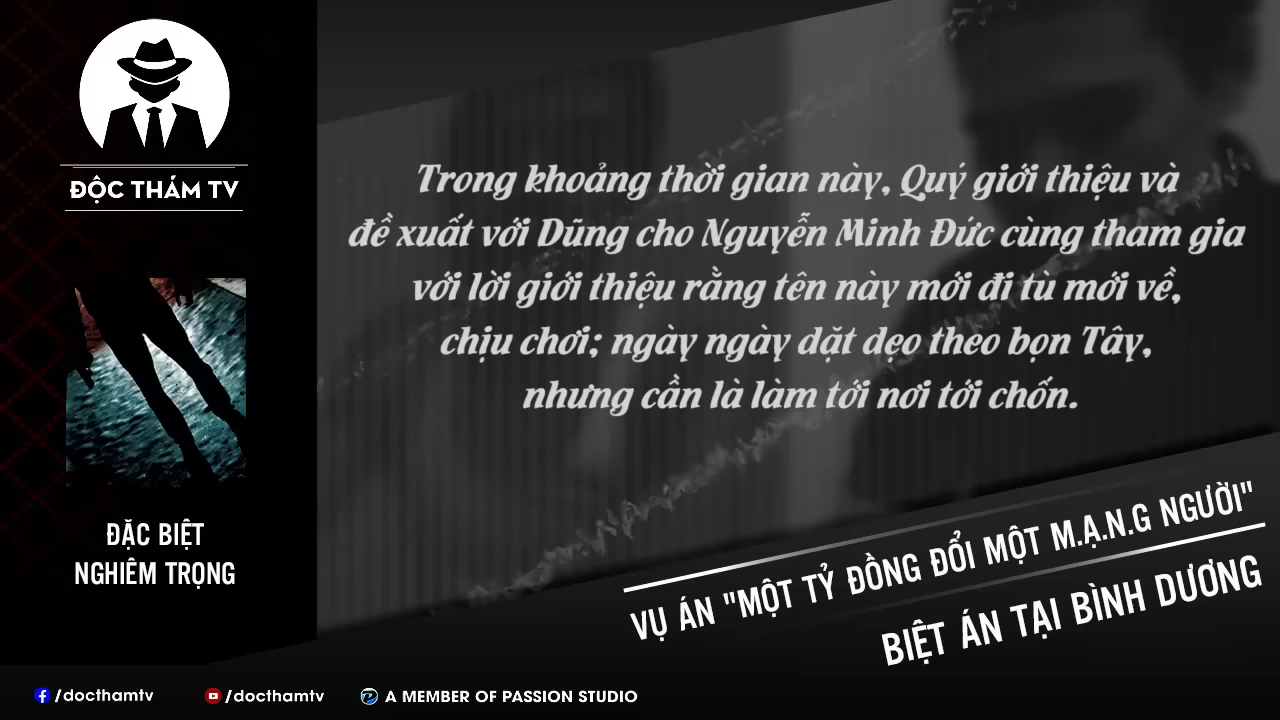 ĐỘC THÁM TV
ĐẶC BIỆT
NGHIÊM TRỌNG
Trong khoảng thời gian này, Quý giới thiệu và
đề xuất với Dũng cho Nguyễn Minh Đức cùng tham gia
với lời giới thiệu rằng tên này mới đi tù mới về,
chịu chơi; ngày ngày dặt dẹo theo bọn Tây,
nhưng cần là làm tới nơi tới chốn.
VỤ ÁN "MỘT TỶ ĐỒNG ĐỔI MỘT M.Ạ.N.G NGƯỜI"
BIỆT ÁN TẠI BÌNH DƯƠNG
/docthamtv
/docthamtv
A MEMBER OF PASSION STUDIO